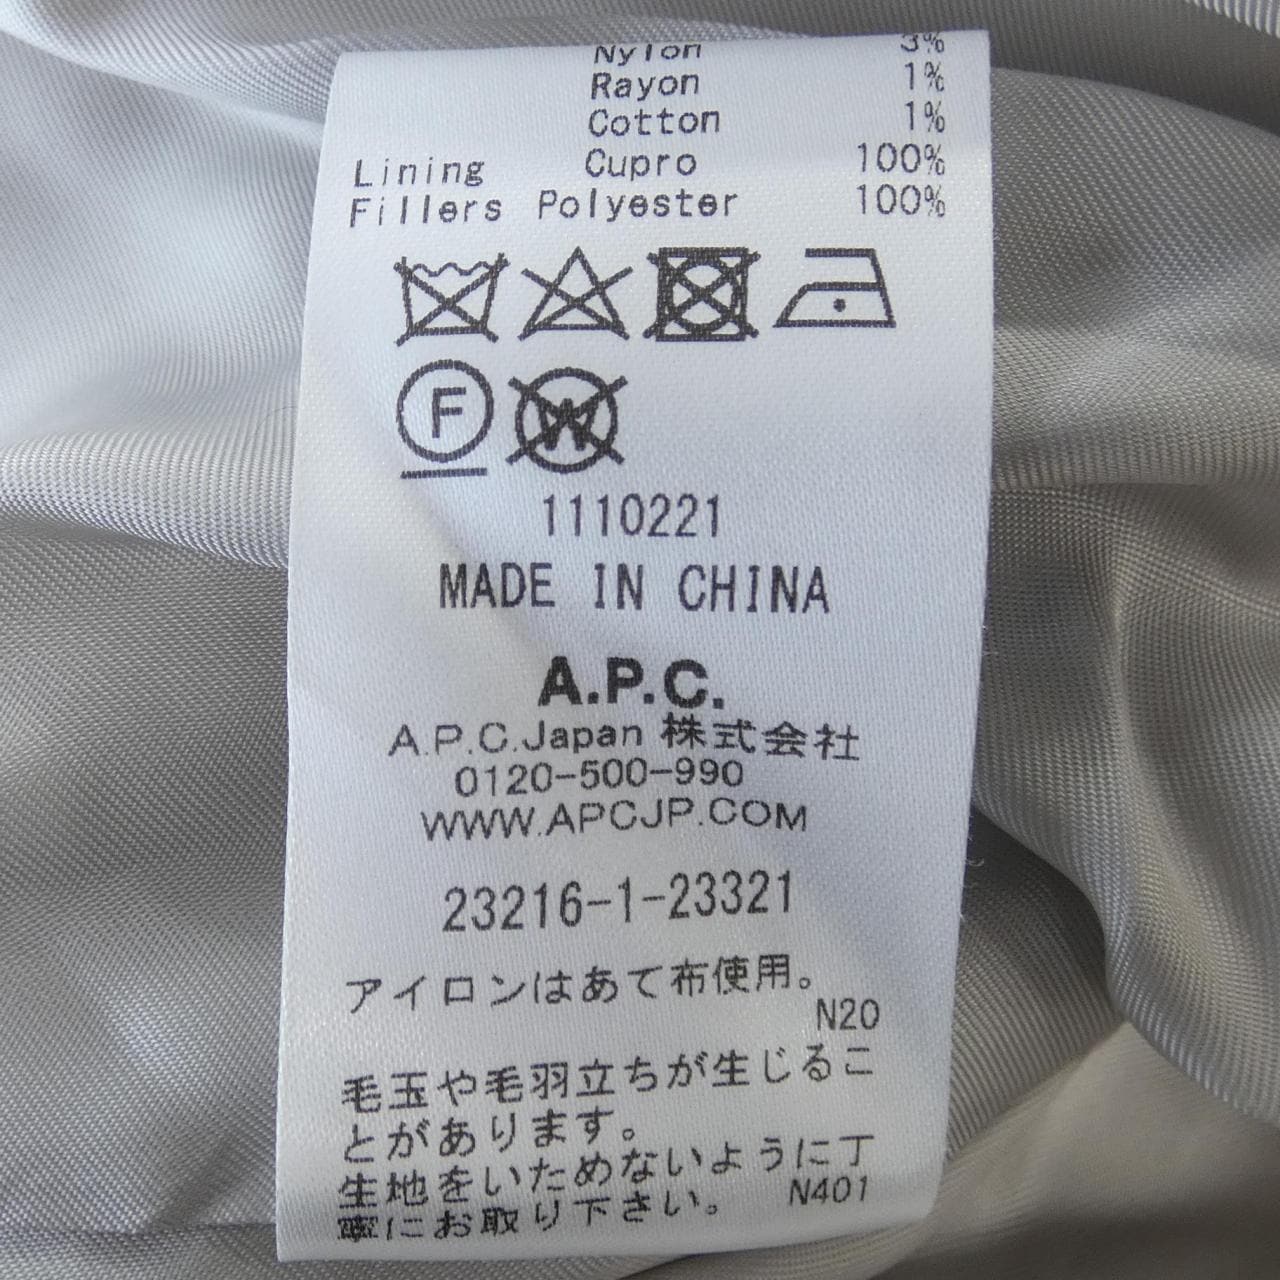 Nylon 3%
Rayon 1%
Cotton 1%
Lining Cupro 100%
Fillers Polyester 100%
F
W
1110221
MADE IN CHINA
A.P.C.
A.P.C.Japan 株式会社
0120-500-990
WWW.APCJP.COM
23216-1-23321
アイロンはあて布使用。
N20
毛玉や毛羽立ちが生じるこ
とがあります。
生地をいためないように丁
寧にお取り下さい。 N401